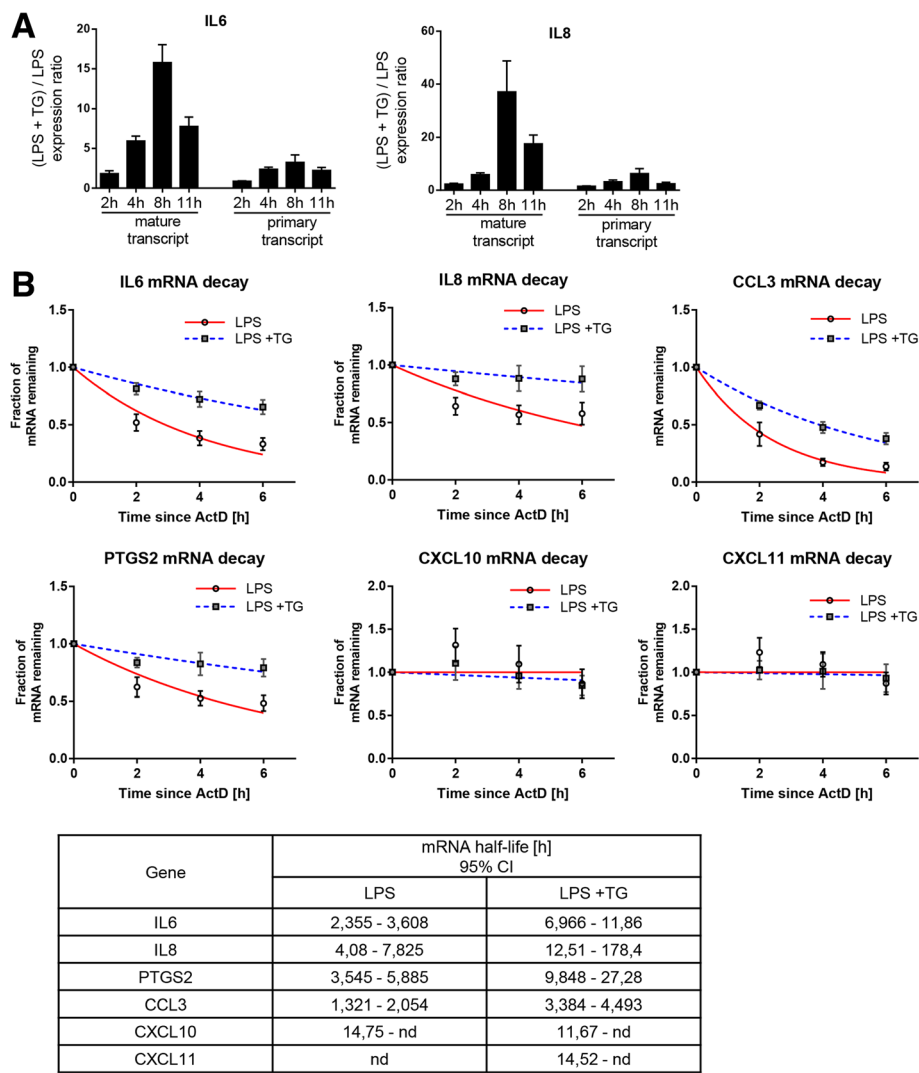 A
IL6
(LPS + TG) / LPS
expression ratio
20
15
10
5
0
2h 4h 8h 11h 2h 4h 8h 11h
mature
transcript
primary
transcript
IL8
(LPS + TG) / LPS
expression ratio
60
40
20
0
2h 4h 8h 11h 2h 4h 8h 11h
mature
transcript
primary
transcript
B
IL6 mRNA decay
Fraction of
mRNA remaining
1.5
1.0
0.5
0.0
LPS
LPS +TG
0 2 4 6
Time since ActD [h]
IL8 mRNA decay
Fraction of
mRNA remaining
1.5
1.0
0.5
0.0
LPS
LPS +TG
0 2 4 6
Time since ActD [h]
CCL3 mRNA decay
Fraction of
mRNA remaining
1.5
1.0
0.5
0.0
LPS
LPS +TG
0 2 4 6
Time since ActD [h]
PTGS2 mRNA decay
Fraction of
mRNA remaining
1.5
1.0
0.5
0.0
LPS
LPS +TG
0 2 4 6
Time since ActD [h]
CXCL10 mRNA decay
Fraction of
mRNA remaining
2.0
1.5
1.0
0.5
0.0
LPS
LPS +TG
0 2 4 6
Time since ActD [h]
CXCL11 mRNA decay
Fraction of
mRNA remaining
2.0
1.5
1.0
0.5
0.0
LPS
LPS +TG
0 2 4 6
Time since ActD [h]
Gene
mRNA half-life [h]
95% CI
LPS LPS +TG
IL6 2,355 - 3,608 6,966 - 11,86
IL8 4,08 - 7,825 12,51 - 178,4
PTGS2 3,545 - 5,885 9,848 - 27,28
CCL3 1,321 - 2,054 3,384 - 4,493
CXCL10 14,75 - nd 11,67 - nd
CXCL11 nd 14,52 - nd